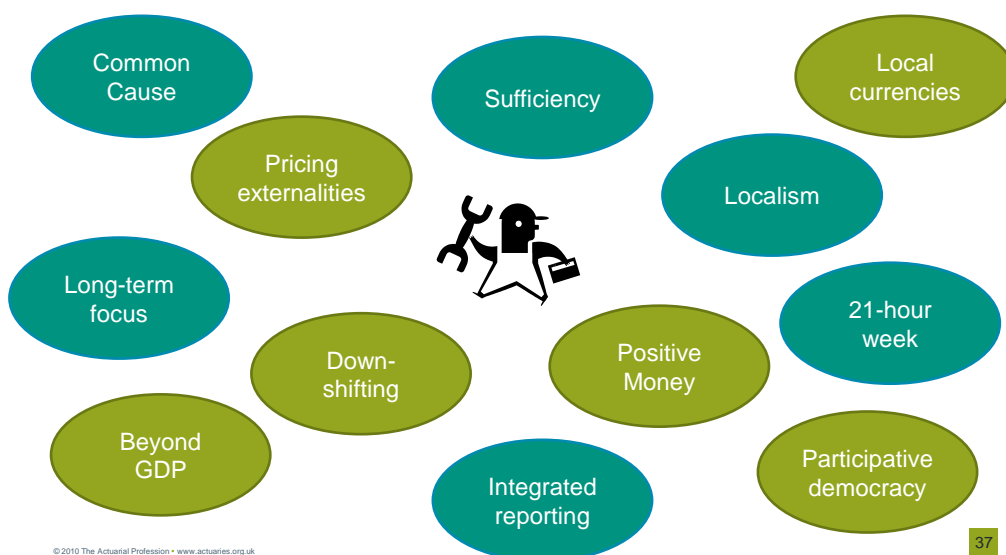 Common
Cause
Sufficiency
Local
currencies
Pricing
externalities
Localism
Long-term
focus
21-hour
week
Down-
shifting
Positive
Money
Beyond
GDP
Integrated
reporting
Participative
democracy
© 2010 The Actuarial Profession • www.actuaries.org.uk
37